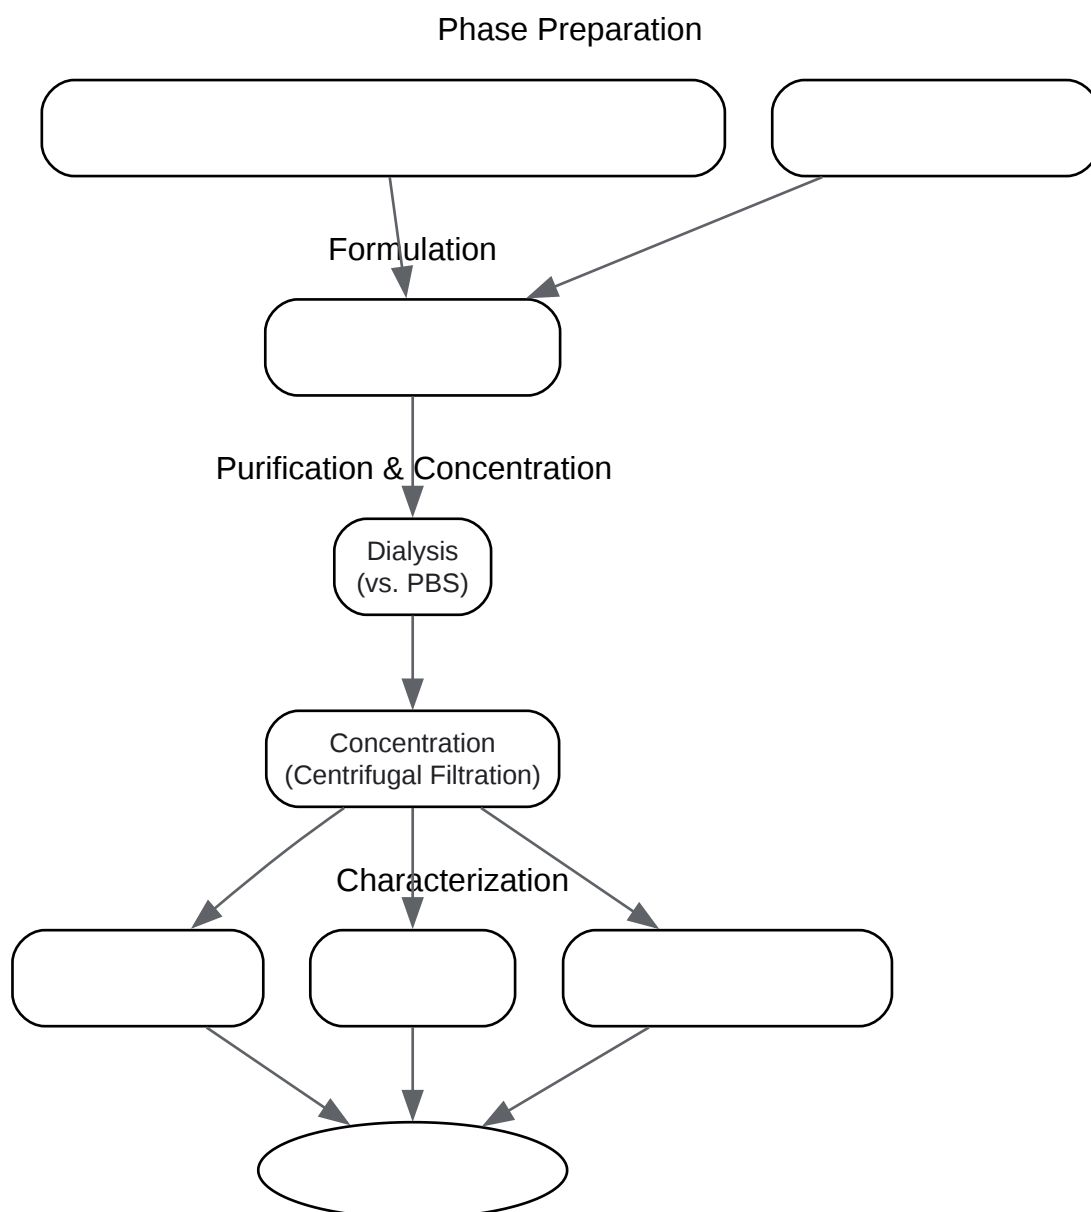 Phase Preparation
Formulation
Purification & Concentration
Dialysis
(vs. PBS)
Concentration
(Centrifugal Filtration)
Characterization